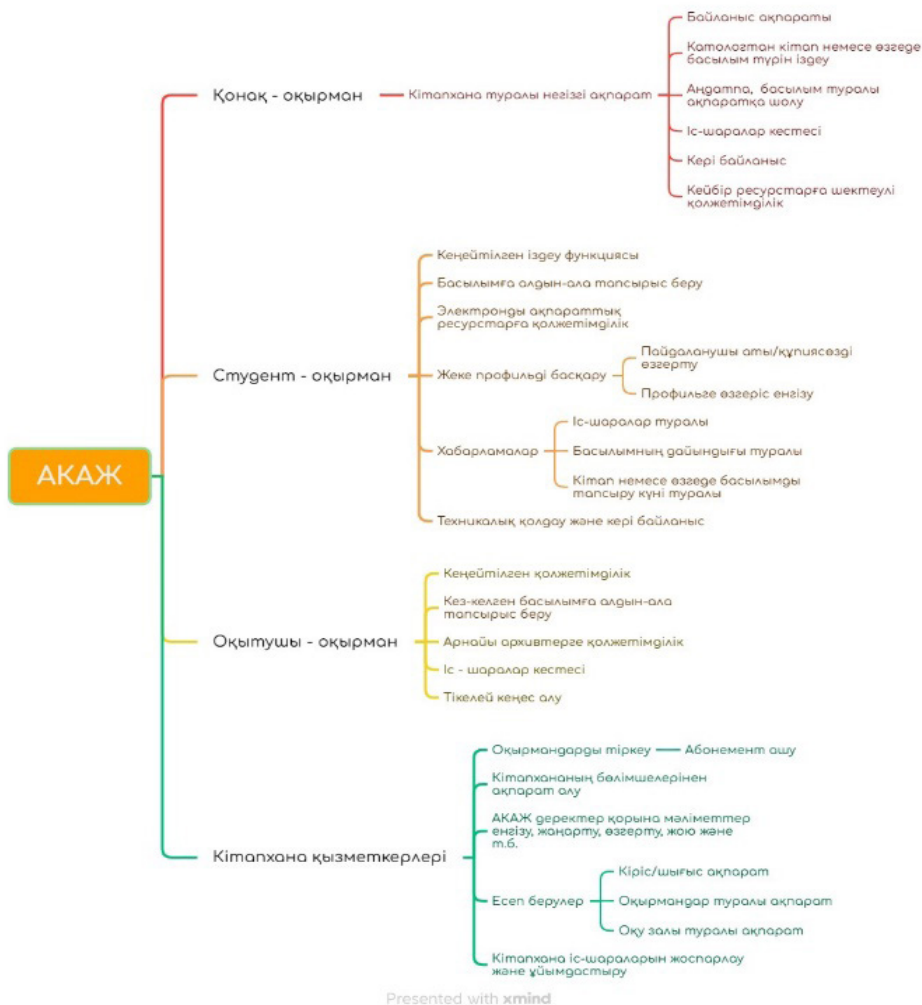 АКАЖ
Қонақ - оқырман
Кітапхана туралы негізгі ақпарат
Байланыс ақпараты
Катологтан кітап немесе өзгеде
басылым түрін іздеу
Аңдатпа, басылым туралы
ақпаратқа шолу
Іс-шаралар кестесі
Кері байланыс
Кейбір ресурстарға шектеулі
қолжетімділік
Студент - оқырман
Кеңейтілген іздеу функциясы
Басылымға алдын-ала тапсырыс беру
Электронды ақпараттық
ресурстарға қолжетімділік
Жеке профильді басқару
Пайдаланушы аты/құпиясөзді
өзгерту
Профильге өзгеріс енгізу
Хабарламалар
Іс-шаралар туралы
Басылымның дайындығы туралы
Кітап немесе өзгеде басылымды
тапсыру күні туралы
Техникалық қолдау және кері байланыс
Оқытушы - оқырман
Кеңейтілген қолжетімділік
Кез-келген басылымға алдын-ала
тапсырыс беру
Арнайы архивтерге қолжетімділік
Іс - шаралар кестесі
Тікелей кеңес алу
Кітапхана қызметкерлері
Оқырмандарды тіркеу
Абонемент ашу
Кітапхананың бөлімшелерінен
ақпарат алу
АКАЖ деректер қорына мәліметтер
енгізу, жаңарту, өзгерту, жою және
т.б.
Есеп берулер
Кіріс/шығыс ақпарат
Оқырмандар туралы ақпарат
Оқу залы туралы ақпарат
Кітапхана іс-шараларын жоспарлау
және ұйымдастыру
Presented with xmind